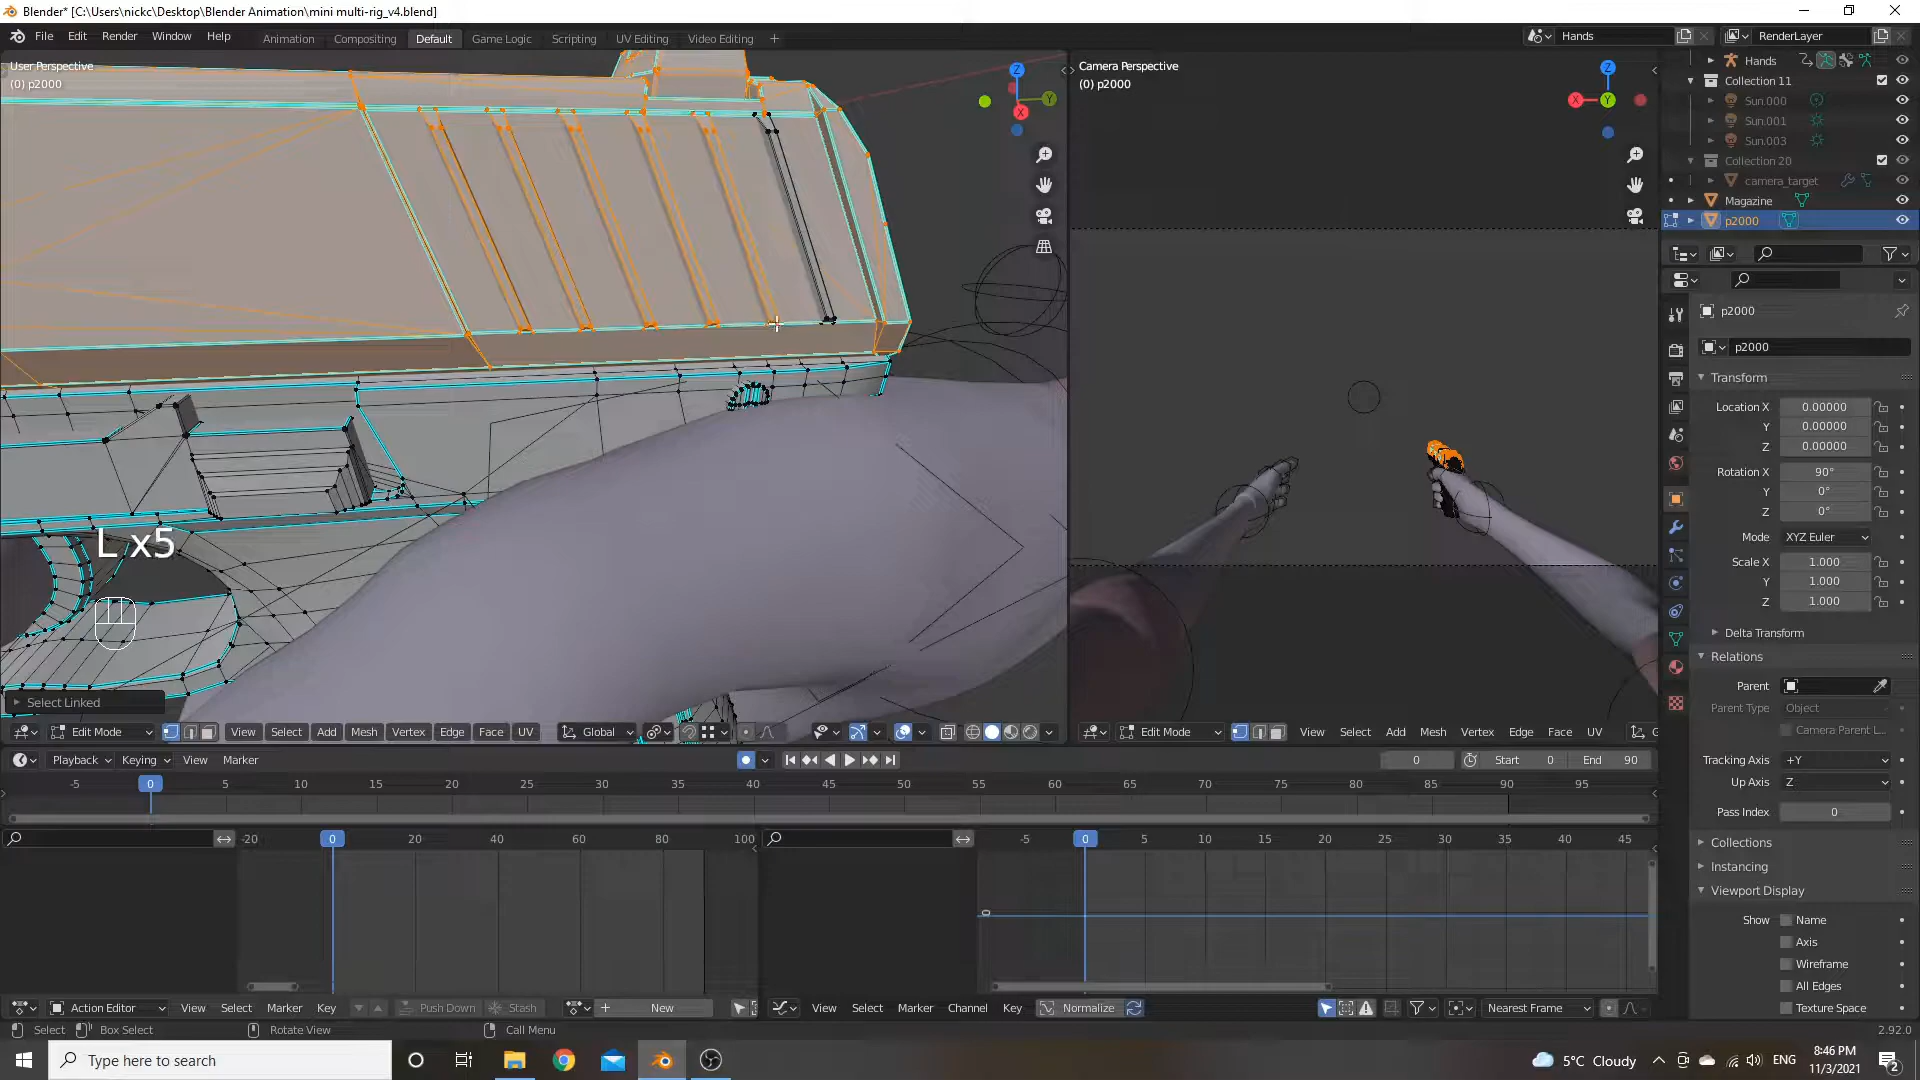 Blender* [C:\Users\nickc\Desktop\Blender Animation\mini multi-rig_v4.blend]
File Edit Render Window Help Animation Compositing Default Game Logic Scripting UV Editing Video Editing + Hands RenderLayer
User Perspective
(0) p2000
Camera Perspective
(0) p2000
Z
Y
X
Z
X
Y
Hands
Collection 11
Sun.000
Sun.001
Sun.003
Collection 20
camera_target
Magazine
p2000
p2000
p2000
Transform
Location X 0.00000
Y 0.00000
Z 0.00000
Rotation X 90°
Y 0°
Z 0°
Mode XYZ Euler
Scale X 1.000
Y 1.000
Z 1.000
Delta Transform
Relations
Parent
Parent Type Object
Camera Parent L...
Tracking Axis +Y
Up Axis Z
Pass Index 0
Collections
Instancing
Viewport Display
Show Name
Axis
Wireframe
All Edges
Texture Space
L x5
Select Linked
Edit Mode View Select Add Mesh Vertex Edge Face UV Global
Edit Mode View Select Add Mesh Vertex Edge Face UV G
Playback Keying View Marker 0 Start 0 End 90
-5 0 5 10 15 20 25 30 35 40 45 50 55 60 65 70 75 80 85 90 95
-20 0 20 40 60 80 100
-5 0 5 10 15 20 25 30 35 40 45
0
Action Editor View Select Marker Key Push Down Stash + New
View Select Marker Channel Key Normalize Nearest Frame
Select Box Select Rotate View Call Menu 2.92.0
Type here to search
5°C Cloudy ENG
8:46 PM
11/3/2021
2